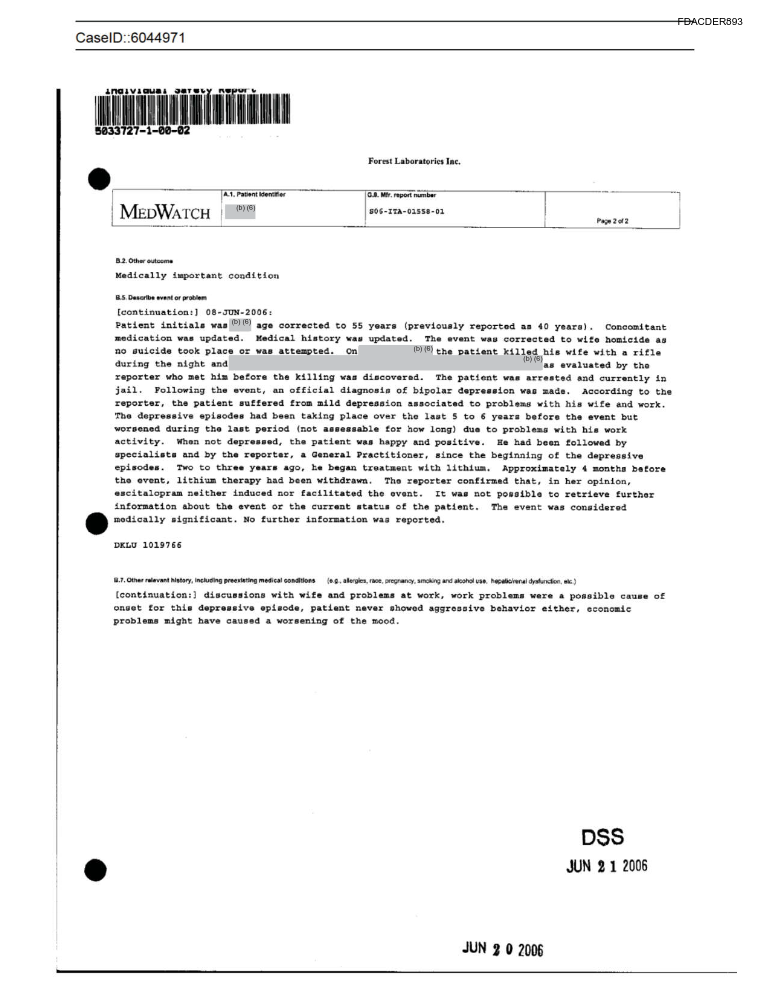 FDACDER893
CaseID::6044971
Individual Safety Report
5033727-1-00-02
Forest Laboratories Inc.
MEDWATCH
A.1. Patient Identifier
(b) (6)
G.9. Mfr. report number
S06-ITA-01558-01
Page 2 of 2
B.2. Other outcome
Medically important condition
B.5. Describe event or problem
[continuation:] 08-JUN-2006:
Patient initials was (b) (6) age corrected to 55 years (previously reported as 40 years). Concomitant
medication was updated. Medical history was updated. The event was corrected to wife homicide as
no suicide took place or was attempted. On (b) (6) the patient killed his wife with a rifle
during the night and (b) (6) as evaluated by the
reporter who met him before the killing was discovered. The patient was arrested and currently in
jail. Following the event, an official diagnosis of bipolar depression was made. According to the
reporter, the patient suffered from mild depression associated to problems with his wife and work.
The depressive episodes had been taking place over the last 5 to 6 years before the event but
worsened during the last period (not assessable for how long) due to problems with his work
activity. When not depressed, the patient was happy and positive. He had been followed by
specialists and by the reporter, a General Practitioner, since the beginning of the depressive
episodes. Two to three years ago, he began treatment with lithium. Approximately 4 months before
the event, lithium therapy had been withdrawn. The reporter confirmed that, in her opinion,
escitalopram neither induced nor facilitated the event. It was not possible to retrieve further
information about the event or the current status of the patient. The event was considered
medically significant. No further information was reported.
DKLU 1019766
B.7. Other relevant history, including preexisting medical conditions (e.g., allergies, race, pregnancy, smoking and alcohol use, hepatic/renal dysfunction, etc.)
[continuation:] discussions with wife and problems at work, work problems were a possible cause of
onset for this depressive episode, patient never showed aggressive behavior either, economic
problems might have caused a worsening of the mood.
DSS
JUN 21 2006
JUN 20 2006